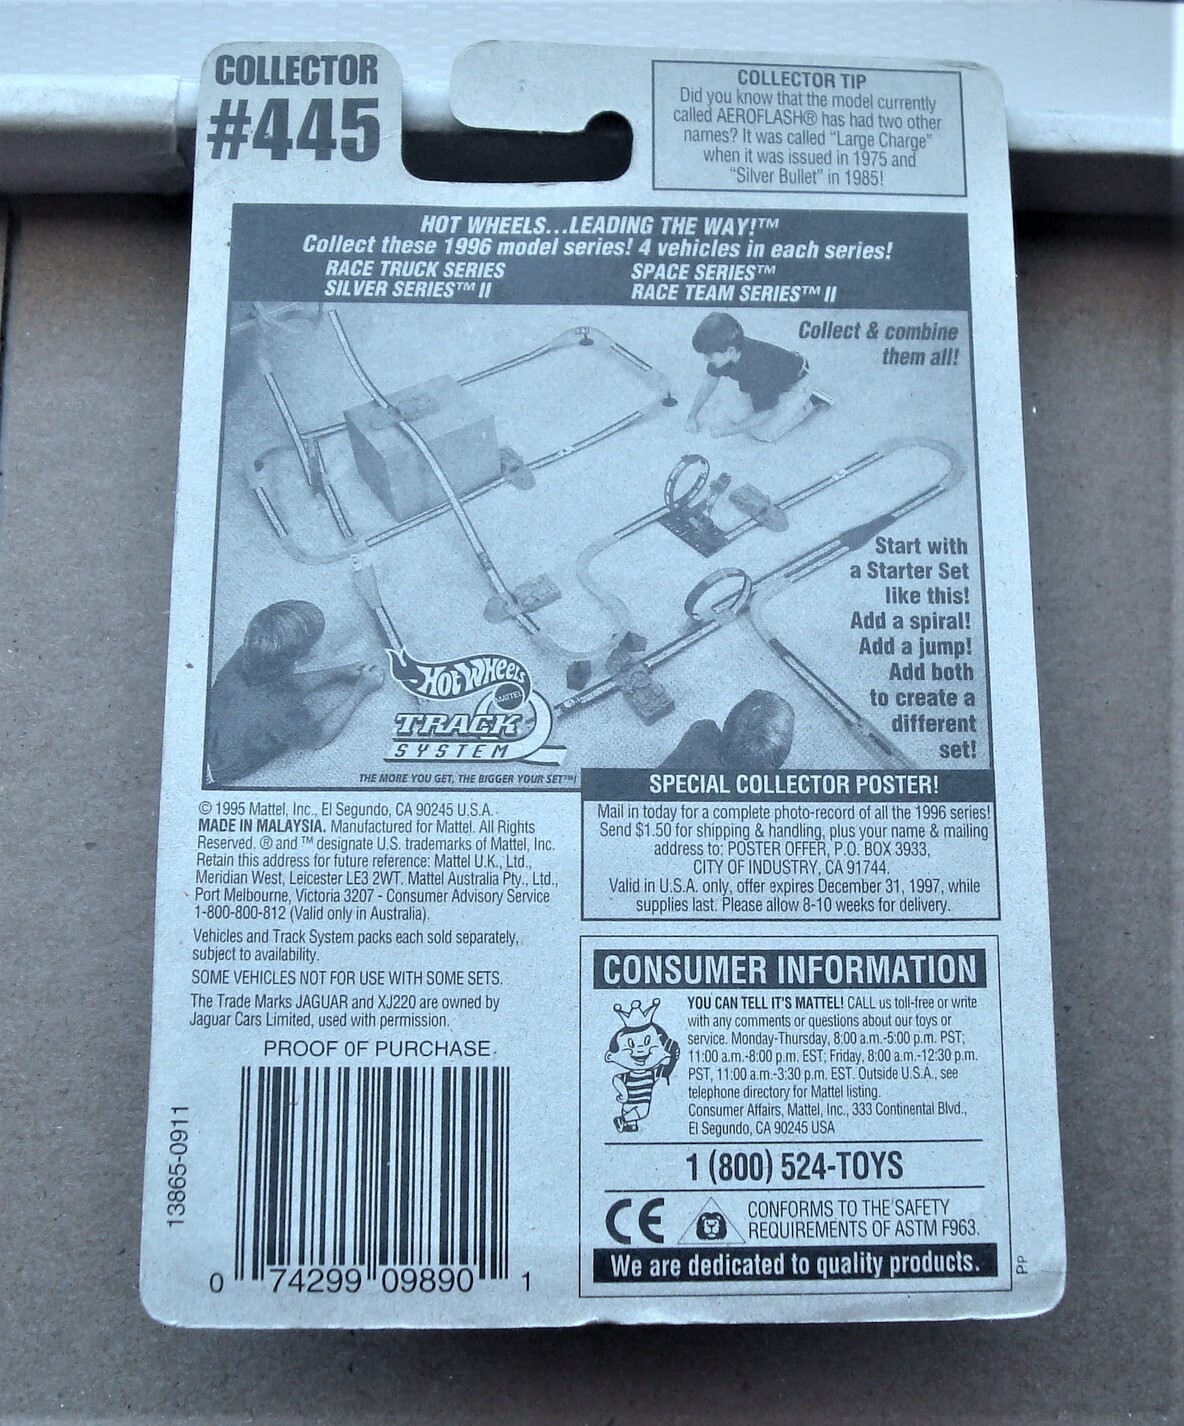 COLLECTOR
#445
COLLECTOR TIP
Did you know that the model currently
called AEROFLASH® has had two other
names? It was called "Large Charge"
when it was issued in 1975 and
"Silver Bullet" in 1985!
HOT WHEELS...LEADING THE WAY!™
Collect these 1996 model series! 4 vehicles in each series!
RACE TRUCK SERIES
SILVER SERIES™ II
SPACE SERIES™
RACE TEAM SERIES™ II
Collect & combine
them all!
Start with
a Starter Set
like this!
Add a spiral!
Add a jump!
Add both
to create a
different
set!
HOT WHEELS
MATTEL
TRACK
SYSTEM
THE MORE YOU GET, THE BIGGER YOUR SET™!
© 1995 Mattel, Inc., El Segundo, CA 90245 U.S.A.
MADE IN MALAYSIA. Manufactured for Mattel. All Rights
Reserved. ® and ™ designate U.S. trademarks of Mattel, Inc.
Retain this address for future reference: Mattel U.K., Ltd.,
Meridian West, Leicester LE3 2WT. Mattel Australia Pty., Ltd.,
Port Melbourne, Victoria 3207 - Consumer Advisory Service
1-800-800-812 (Valid only in Australia).
Vehicles and Track System packs each sold separately,
subject to availability.
SOME VEHICLES NOT FOR USE WITH SOME SETS.
The Trade Marks JAGUAR and XJ220 are owned by
Jaguar Cars Limited, used with permission.
PROOF OF PURCHASE
13865-0911
0 74299 09890 1
SPECIAL COLLECTOR POSTER!
Mail in today for a complete photo-record of all the 1996 series!
Send $1.50 for shipping & handling, plus your name & mailing
address to: POSTER OFFER, P.O. BOX 3933,
CITY OF INDUSTRY, CA 91744.
Valid in U.S.A. only, offer expires December 31, 1997, while
supplies last. Please allow 8-10 weeks for delivery.
CONSUMER INFORMATION
YOU CAN TELL IT'S MATTEL! CALL us toll-free or write
with any comments or questions about our toys or
service. Monday-Thursday, 8:00 a.m.-5:00 p.m. PST;
11:00 a.m.-8:00 p.m. EST; Friday, 8:00 a.m.-12:30 p.m.
PST, 11:00 a.m.-3:30 p.m. EST. Outside U.S.A., see
telephone directory for Mattel listing.
Consumer Affairs, Mattel, Inc., 333 Continental Blvd.,
El Segundo, CA 90245 USA
1 (800) 524-TOYS
CE
CONFORMS TO THE SAFETY
REQUIREMENTS OF ASTM F963.
We are dedicated to quality products.
PP